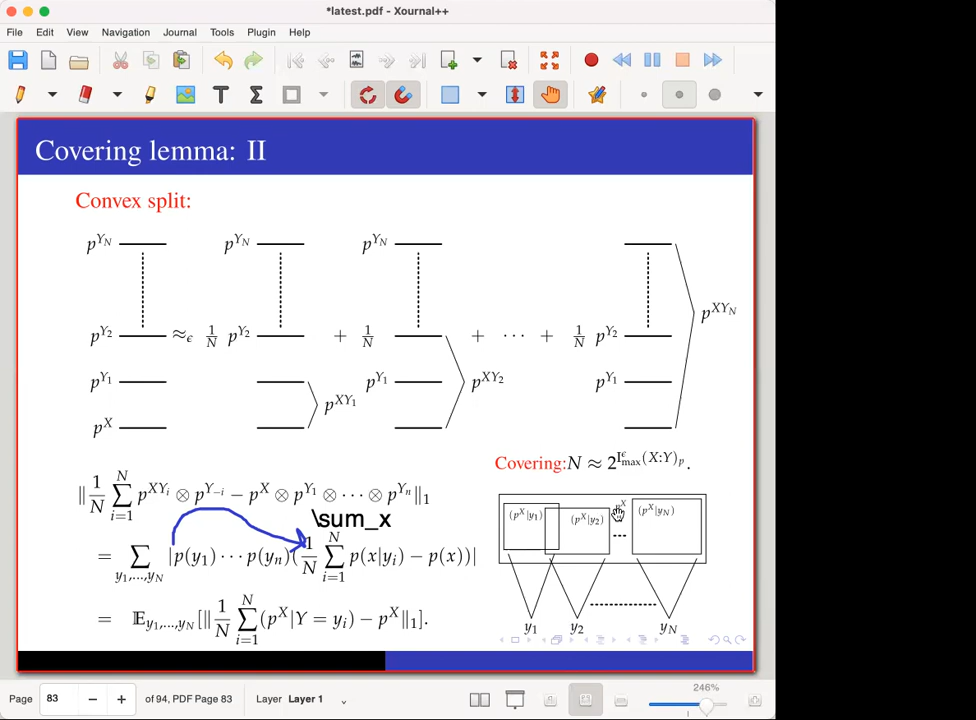 *latest.pdf - Xournal++
File Edit View Navigation Journal Tools Plugin Help
Covering lemma: II
Convex split:
p^{Y_N} p^{Y_N} p^{Y_N}
p^{XY_N}
p^{Y_2} ≈_ϵ 1/N p^{Y_2} + 1/N + ··· + 1/N p^{Y_2}
p^{Y_1} p^{Y_1} p^{XY_2} p^{Y_1}
p^{XY_1}
p^X
Covering: N ≈ 2^{I^ϵ_{max}(X:Y)_p}.
‖ 1/N ∑_{i=1}^N p^{XY_i} ⊗ p^{Y_{-i}} − p^X ⊗ p^{Y_1} ⊗ ··· ⊗ p^{Y_n} ‖_1
\sum_x
= ∑_{y_1,...,y_N} |p(y_1) ··· p(y_n)( 1/N ∑_{i=1}^N p(x|y_i) − p(x))|
= 𝔼_{y_1,...,y_N}[‖ 1/N ∑_{i=1}^N (p^X|Y = y_i) − p^X ‖_1].
(p^X|y_1) (p^X|y_2) p^X (p^X|y_N)
y_1 y_2 y_N
Page 83 of 94, PDF Page 83 Layer Layer 1 246%